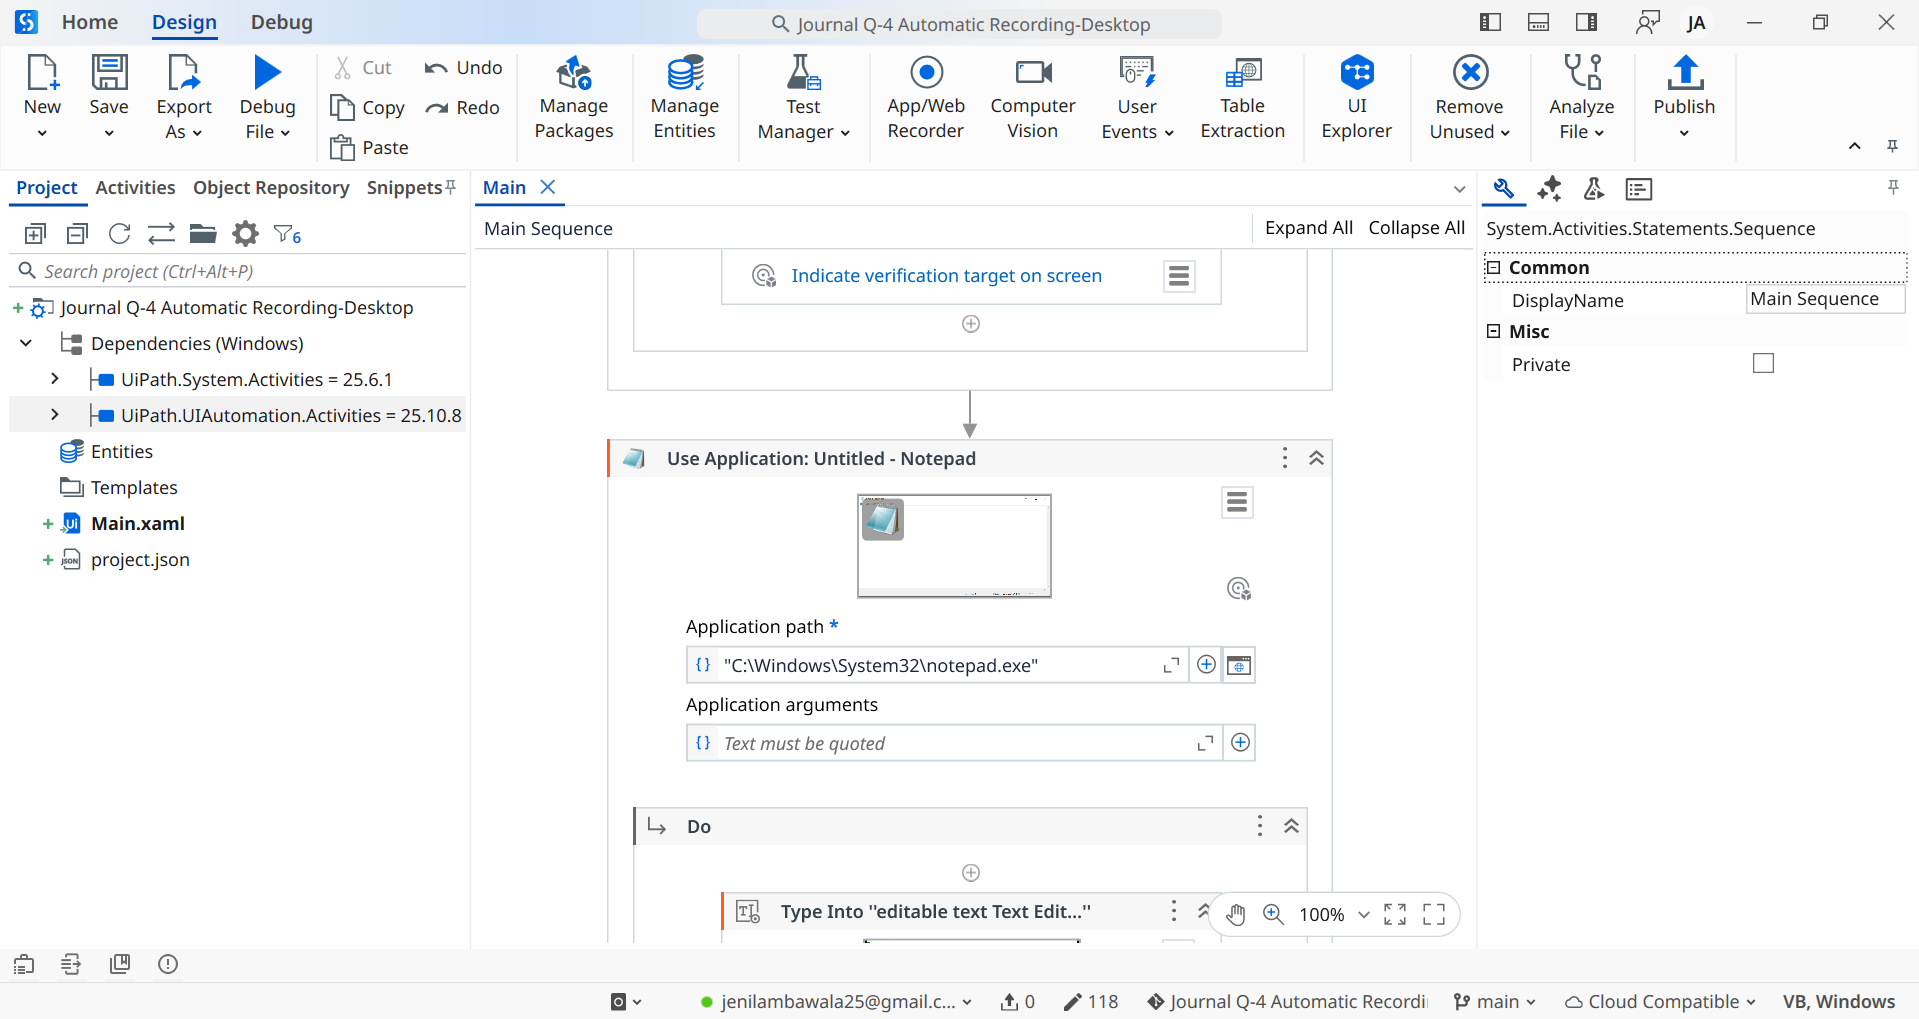 Home Design Debug
Journal Q-4 Automatic Recording-Desktop
JA
New
Save
Export As
Debug File
Cut
Copy
Paste
Undo
Redo
Manage Packages
Manage Entities
Test Manager
App/Web Recorder
Computer Vision
User Events
Table Extraction
UI Explorer
Remove Unused
Analyze File
Publish
Project Activities Object Repository Snippets
6
Search project (Ctrl+Alt+P)
Journal Q-4 Automatic Recording-Desktop
Dependencies (Windows)
UiPath.System.Activities = 25.6.1
UiPath.UIAutomation.Activities = 25.10.8
Entities
Templates
Main.xaml
project.json
Main
Main Sequence
Expand All Collapse All
Indicate verification target on screen
Use Application: Untitled - Notepad
Application path *
"C:\Windows\System32\notepad.exe"
Application arguments
Text must be quoted
Do
Type Into "editable text Text Edit..."
100%
System.Activities.Statements.Sequence
Common
DisplayName Main Sequence
Misc
Private
jenilambawala25@gmail.c... 0 118 Journal Q-4 Automatic Recordi main Cloud Compatible VB, Windows